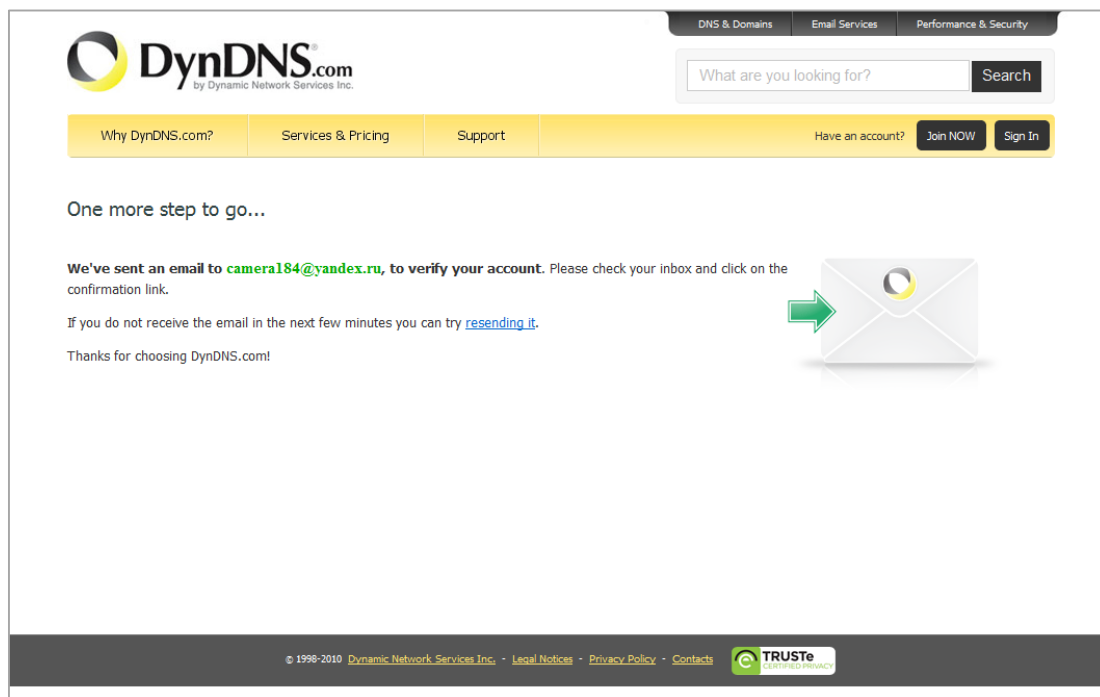 DNS & Domains Email Services Performance & Security
DynDNS.com
by Dynamic Network Services Inc.
What are you looking for? Search
Why DynDNS.com? Services & Pricing Support Have an account? Join NOW Sign In
One more step to go...
We've sent an email to camera184@yandex.ru, to verify your account. Please check your inbox and click on the
confirmation link.
If you do not receive the email in the next few minutes you can try resending it.
Thanks for choosing DynDNS.com!
© 1998-2010 Dynamic Network Services Inc. - Legal Notices - Privacy Policy - Contacts
TRUSTe
CERTIFIED PRIVACY